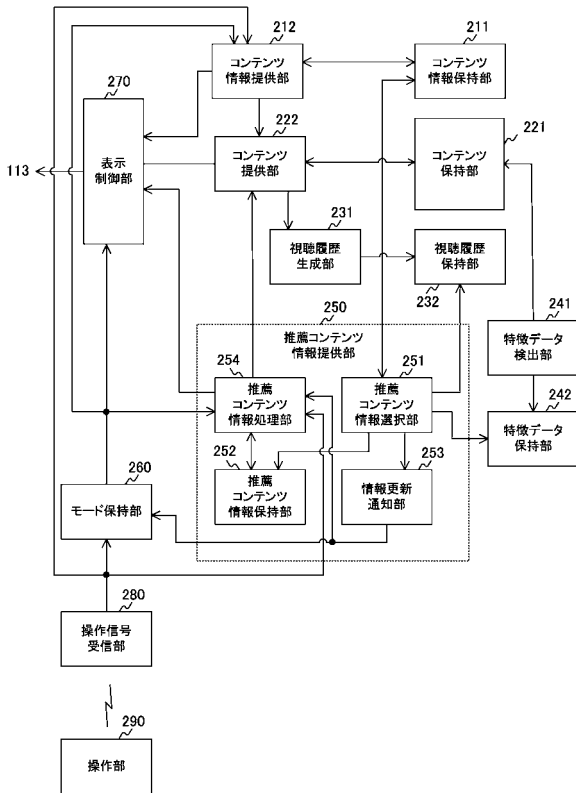 212
211
コンテンツ
情報提供部
コンテンツ
情報保持部
270
222
221
表示
制御部
コンテンツ
提供部
コンテンツ
保持部
113
231
視聴履歴
生成部
視聴履歴
保持部
232
241
特徴データ
検出部
250
推薦コンテンツ
情報提供部
254
推薦
コンテンツ
情報処理部
251
推薦
コンテンツ
情報選択部
242
特徴データ
保持部
252
推薦
コンテンツ
情報保持部
253
情報更新
通知部
260
モード保持部
280
操作信号
受信部
290
操作部